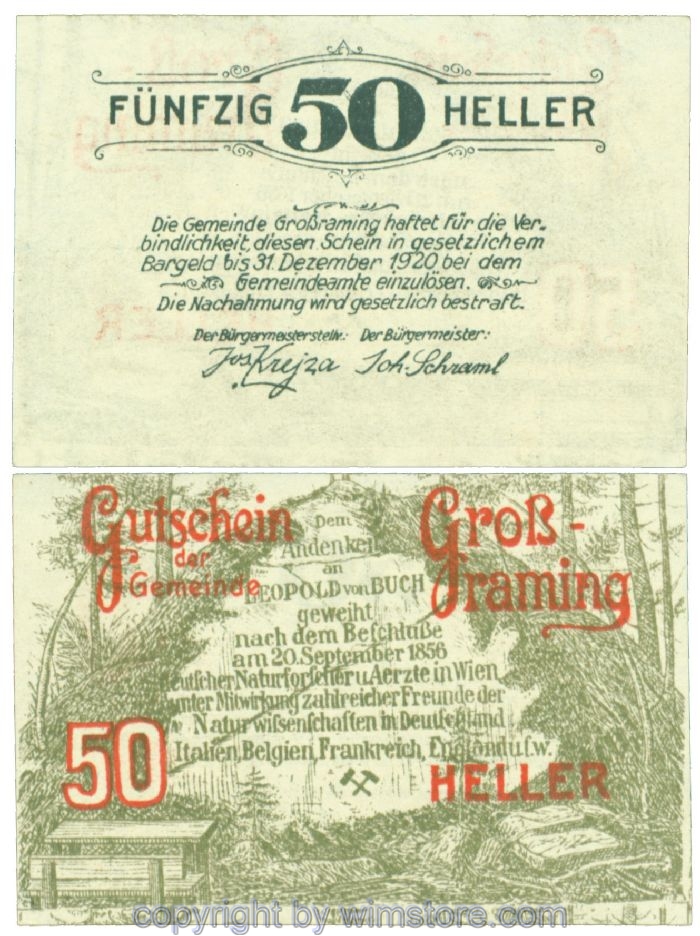 FÜNFZIG 50 HELLER
Die Gemeinde Großraming haftet für die Ver-
bindlichkeit, diesen Schein in gesetzlichem
Bargeld bis 31. Dezember 1920 bei dem
Gemeindeamte einzulösen.
Die Nachahmung wird gesetzlich bestraft.
Der Bürgermeisterstellv.: Der Bürgermeister:
Jos Krejza Joh. Schraml
Gutschein
der
Gemeinde
Groß-
raming
Dem
Andenken
an
LEOPOLD von BUCH
geweiht
nach dem Beſchluße
am 20. September 1856
deutſcher Naturforſcher u. Aerzte in Wien
unter Mitwirkung zahlreicher Freunde der
Naturwiſſenſchaften in Deutſchland
Italien, Belgien, Frankreich, England u. ſ. w.
50
HELLER
copyright by wimstore.com